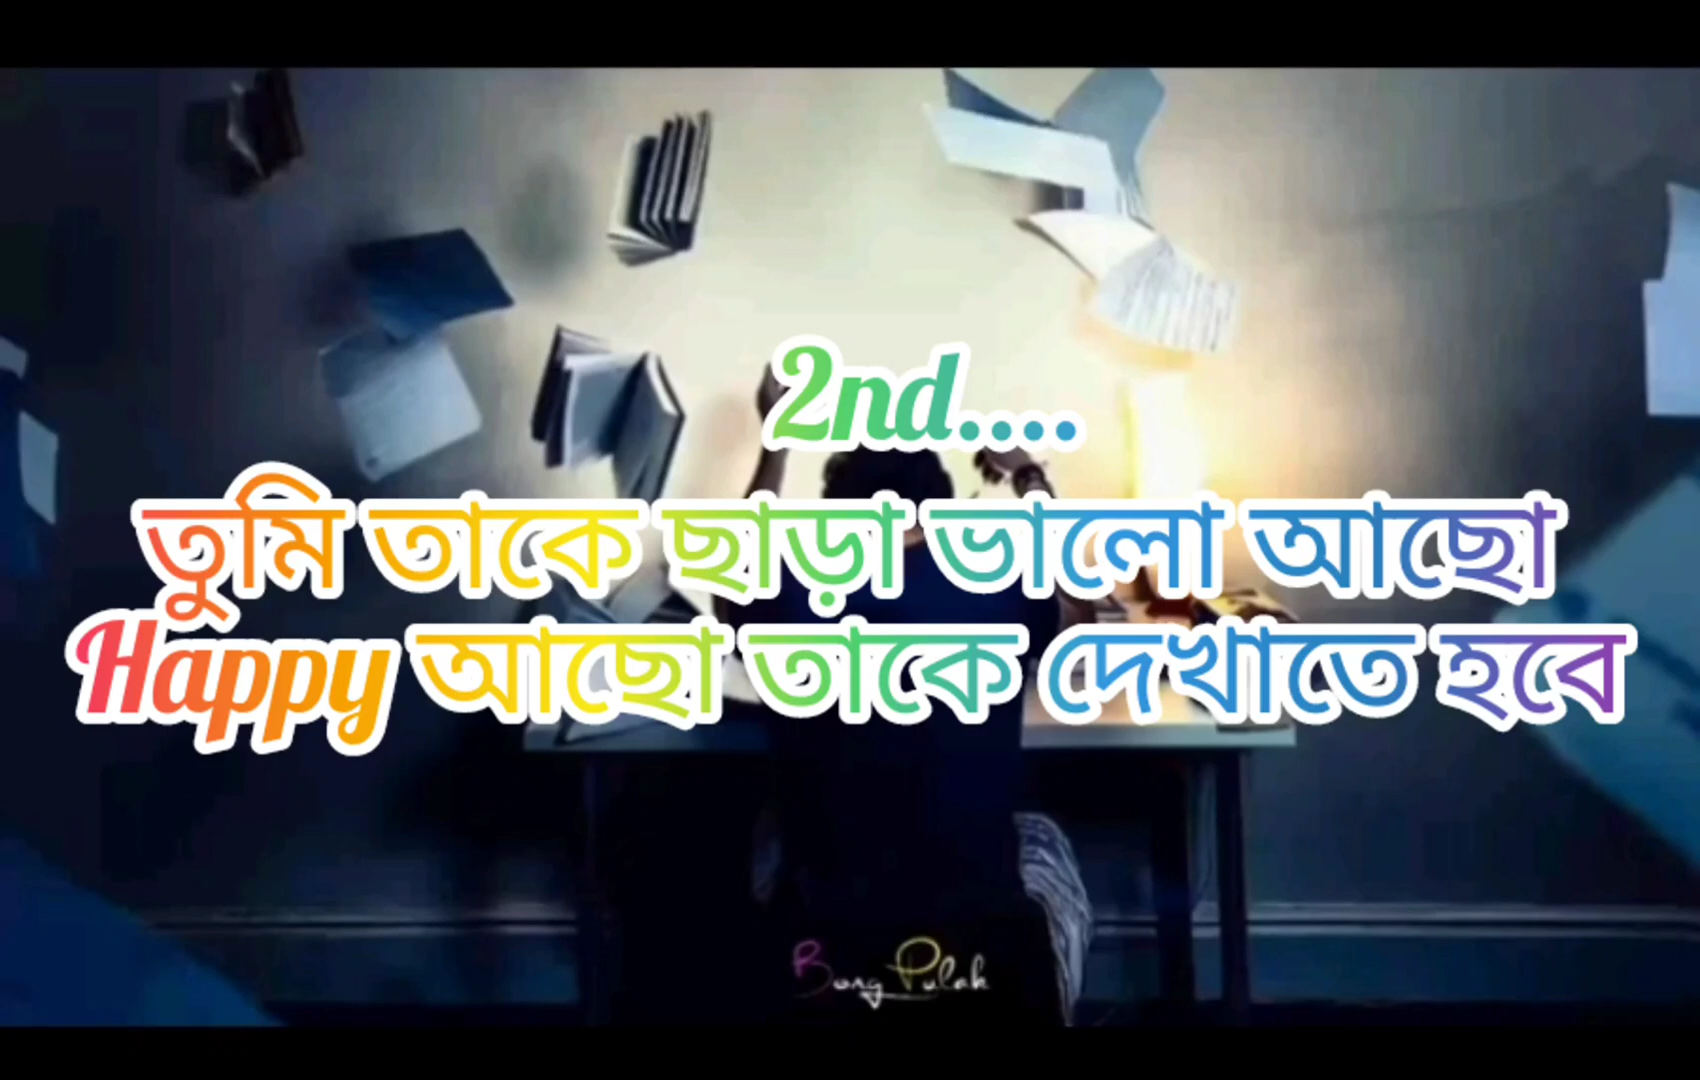 2nd....
তুমি তাকে ছাড়া ভালো আছো
Happy আছো তাকে দেখাতে হবে
Bong Pulak